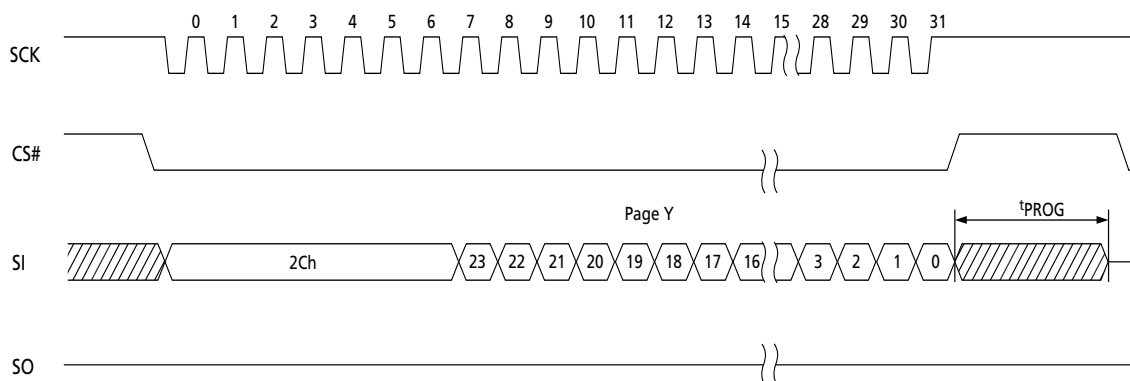 0 1 2 3 4 5 6 7 8 9 10 11 12 13 14 15 28 29 30 31
SCK
CS#
Page Y
tPROG
SI 2Ch 23 22 21 20 19 18 17 16 3 2 1 0
SO